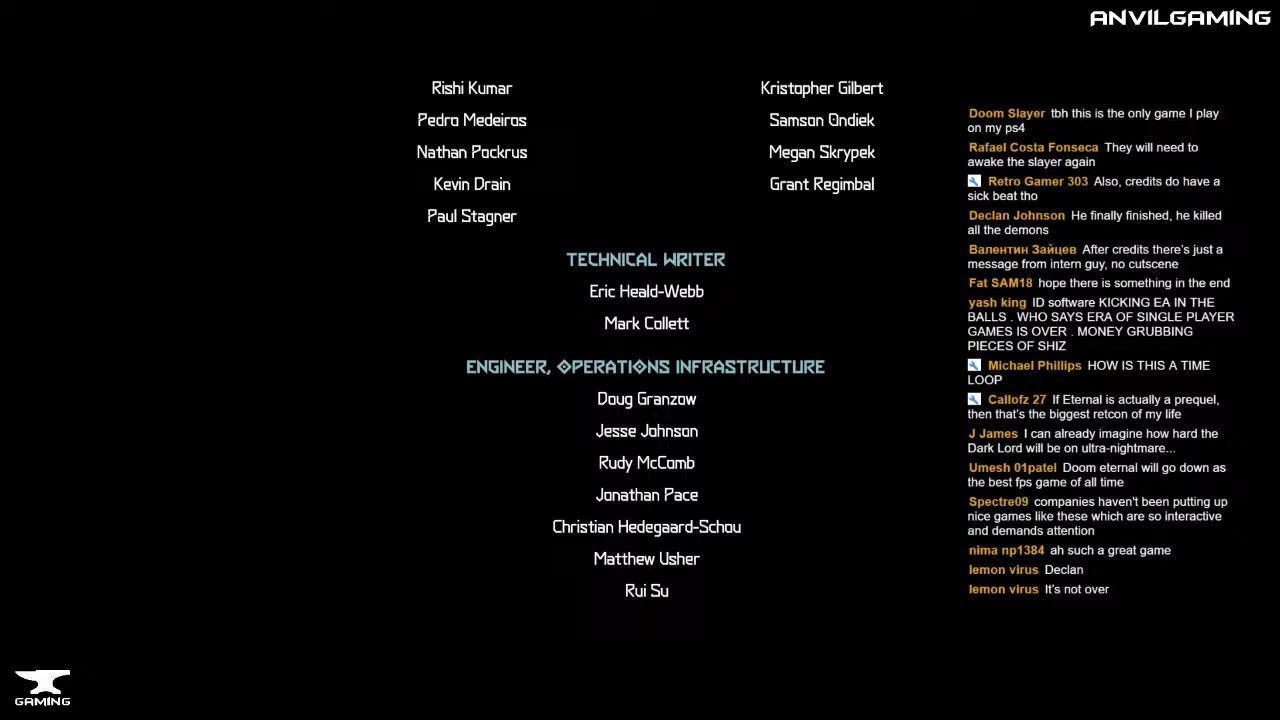 ANVILGAMING
Rishi Kumar
Pedro Medeiros
Nathan Pockrus
Kevin Drain
Paul Stagner
Kristopher Gilbert
Samson Ondiek
Megan Skrypek
Grant Regimbal
TECHNICAL WRITER
Eric Heald-Webb
Mark Collett
ENGINEER, OPERATIONS INFRASTRUCTURE
Doug Granzow
Jesse Johnson
Rudy McComb
Jonathan Pace
Christian Hedegaard-Schou
Matthew Usher
Rui Su
Doom Slayer tbh this is the only game I play
on my ps4
Rafael Costa Fonseca They will need to
awake the slayer again
Retro Gamer 303 Also, credits do have a
sick beat tho
Declan Johnson He finally finished, he killed
all the demons
Валентин Зайцев After credits there's just a
message from intern guy, no cutscene
Fat SAM18 hope there is something in the end
yash king ID software KICKING EA IN THE
BALLS . WHO SAYS ERA OF SINGLE PLAYER
GAMES IS OVER . MONEY GRUBBING
PIECES OF SHIZ
Michael Phillips HOW IS THIS A TIME
LOOP
Callofz 27 If Eternal is actually a prequel,
then that's the biggest retcon of my life
J James I can already imagine how hard the
Dark Lord will be on ultra-nightmare...
Umesh 01patel Doom eternal will go down as
the best fps game of all time
Spectre09 companies haven't been putting up
nice games like these which are so interactive
and demands attention
nima np1384 ah such a great game
lemon virus Declan
lemon virus It's not over
GAMING